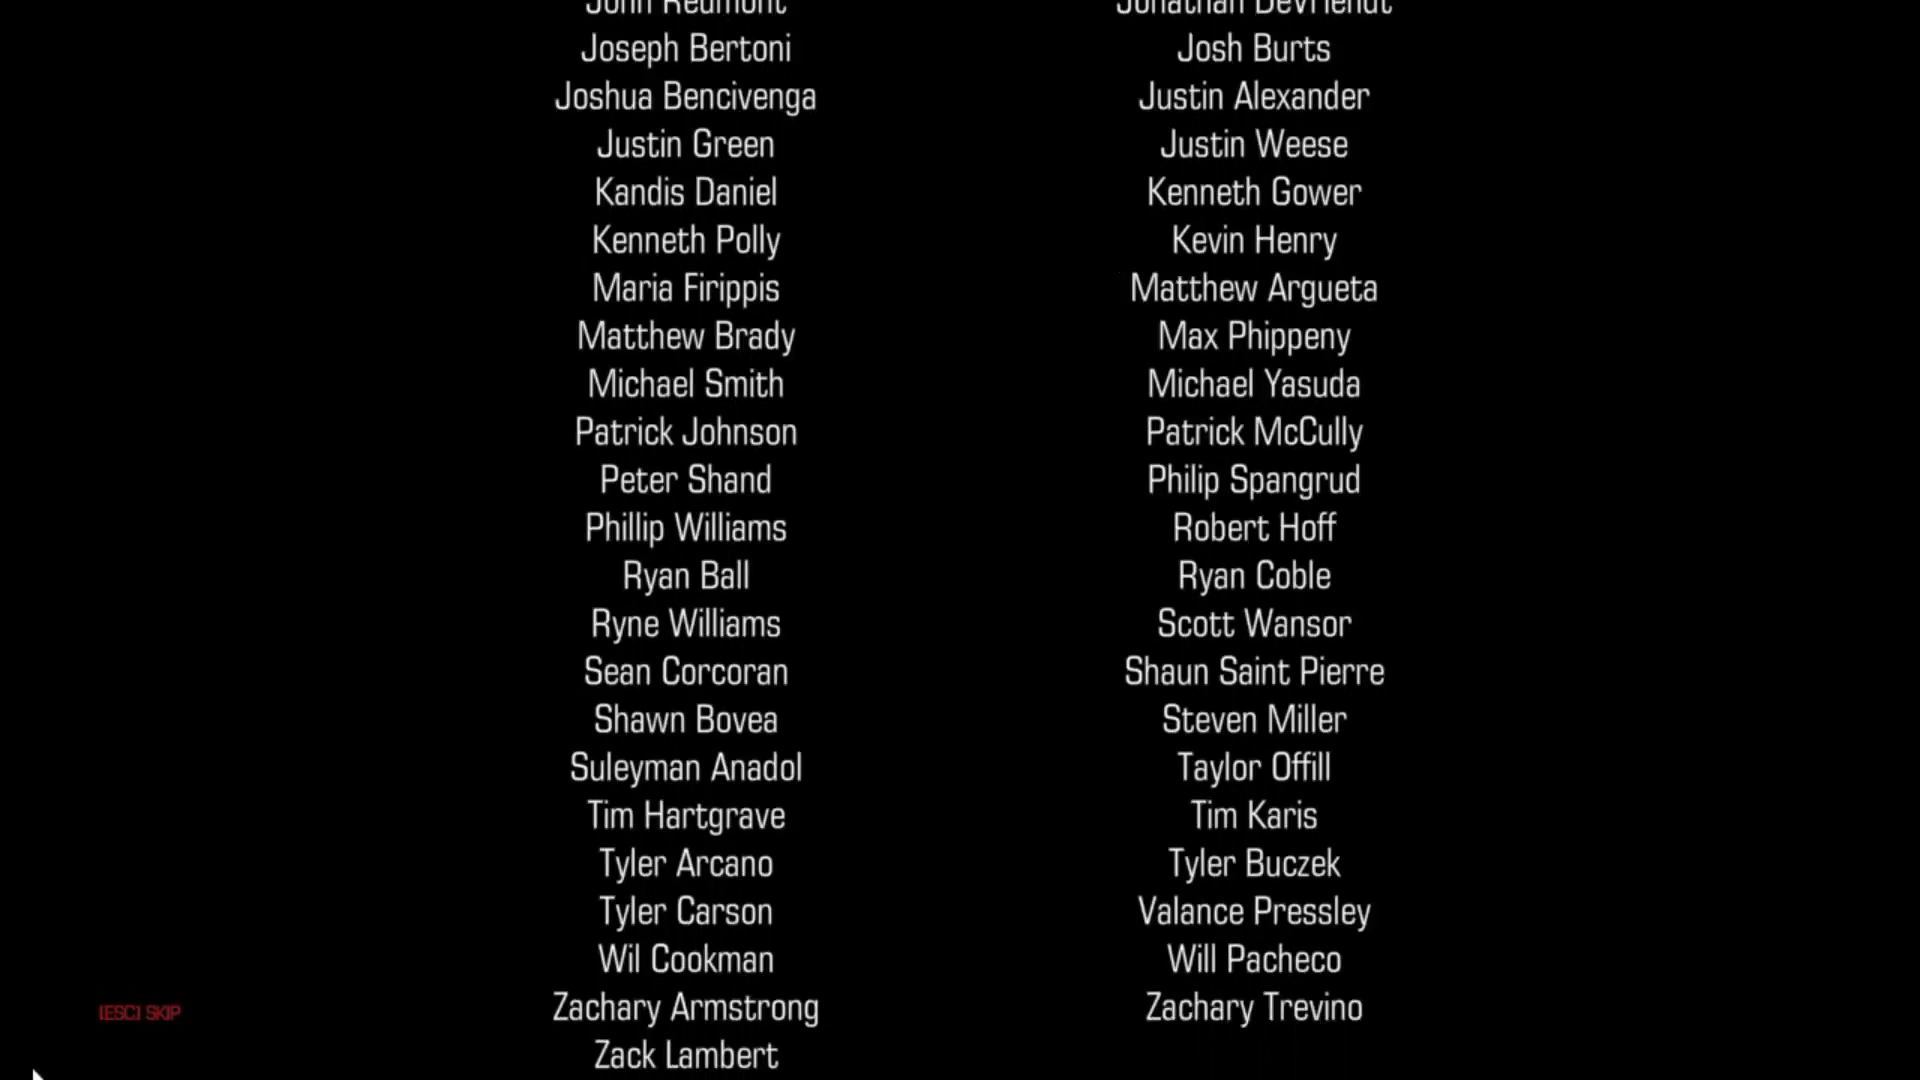 John Redmont Jonathan DeVriendt
Joseph Bertoni Josh Burts
Joshua Bencivenga Justin Alexander
Justin Green Justin Weese
Kandis Daniel Kenneth Gower
Kenneth Polly Kevin Henry
Maria Firippis Matthew Argueta
Matthew Brady Max Phippeny
Michael Smith Michael Yasuda
Patrick Johnson Patrick McCully
Peter Shand Philip Spangrud
Phillip Williams Robert Hoff
Ryan Ball Ryan Coble
Ryne Williams Scott Wansor
Sean Corcoran Shaun Saint Pierre
Shawn Bovea Steven Miller
Suleyman Anadol Taylor Offill
Tim Hartgrave Tim Karis
Tyler Arcano Tyler Buczek
Tyler Carson Valance Pressley
Wil Cookman Will Pacheco
Zachary Armstrong Zachary Trevino
[ESC] SKIP
Zack Lambert